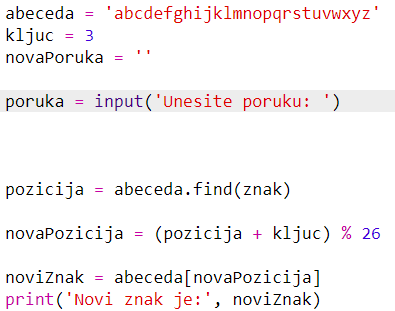 abeceda = 'abcdefghijklmnopqrstuvwxyz'
kljuc = 3
novaPoruka = ''
poruka = input('Unesite poruku: ')
pozicija = abeceda.find(znak)
novaPozicija = (pozicija + kljuc) % 26
noviZnak = abeceda[novaPozicija]
print('Novi znak je:', noviZnak)